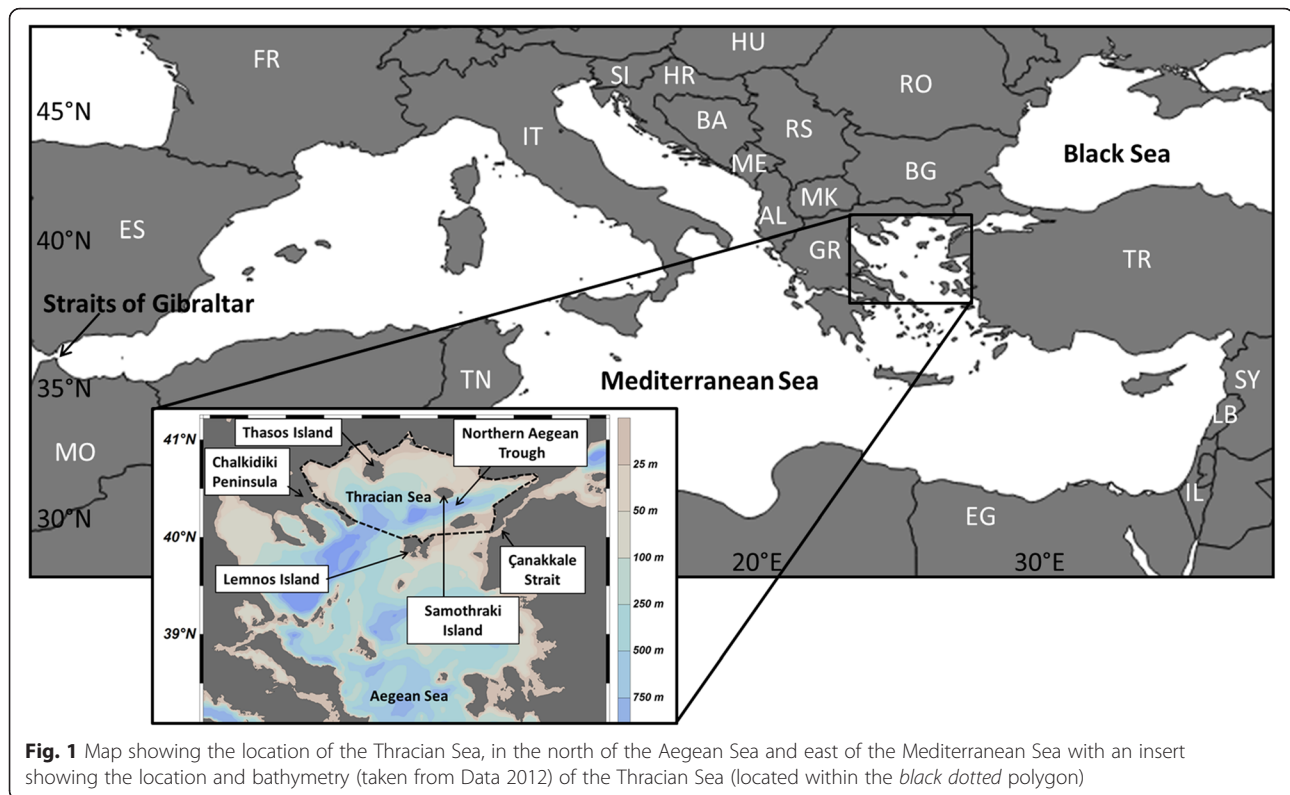 FR
HU
SI
HR
RO
45°N
IT
BA
RS
Black Sea
ME
BG
MK
AL
ES
40°N
GR
TR
Straits of Gibraltar
TN
Mediterranean Sea
SY
35°N
LB
MO
IL
30°N
EG
20°E
30°E
41°N
Thasos Island
Northern Aegean
Trough
25 m
Chalkidiki
Peninsula
Thracian Sea
50 m
40°N
100 m
Lemnos Island
Çanakkale
Strait
250 m
Samothraki
Island
39°N
500 m
Aegean Sea
750 m
Fig. 1 Map showing the location of the Thracian Sea, in the north of the Aegean Sea and east of the Mediterranean Sea with an insert
showing the location and bathymetry (taken from Data 2012) of the Thracian Sea (located within the black dotted polygon)